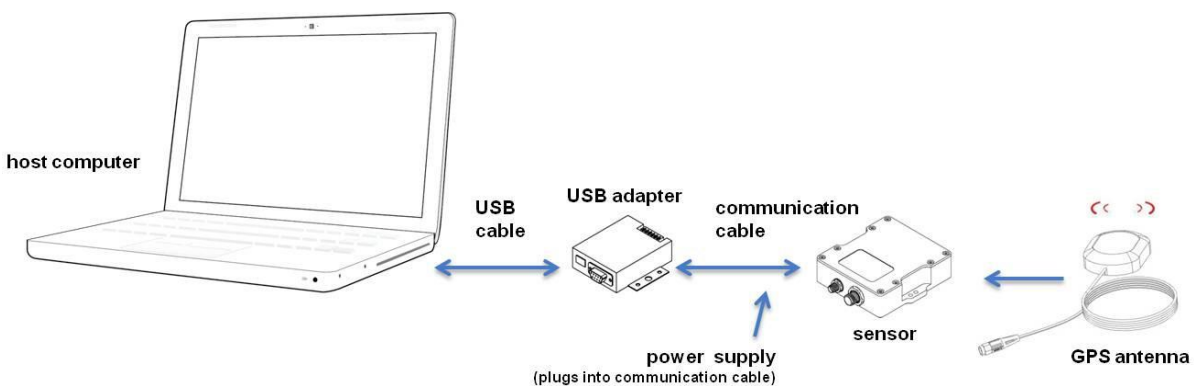 host computer
USB
cable
USB adapter
communication
cable
sensor
power supply
(plugs into communication cable)
GPS antenna